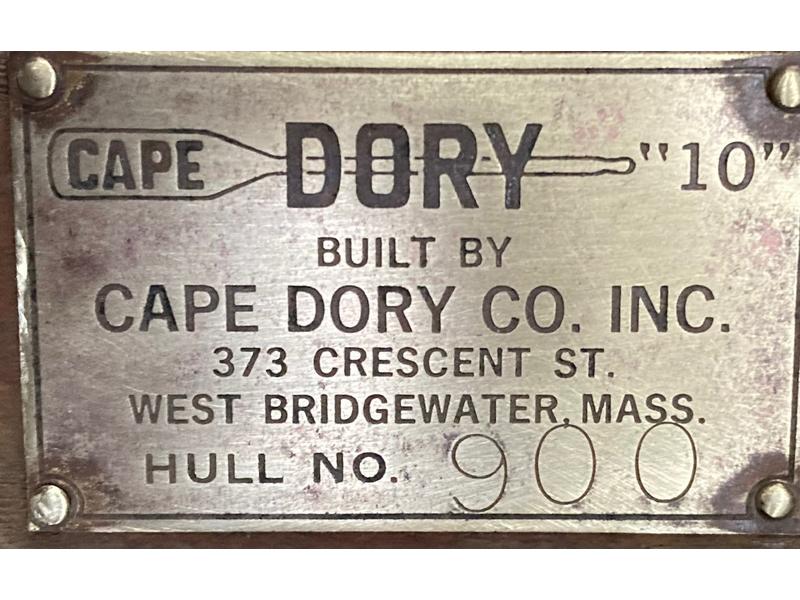 CAPE DORY "10"
BUILT BY
CAPE DORY CO. INC.
373 CRESCENT ST.
WEST BRIDGEWATER, MASS.
HULL NO. 900